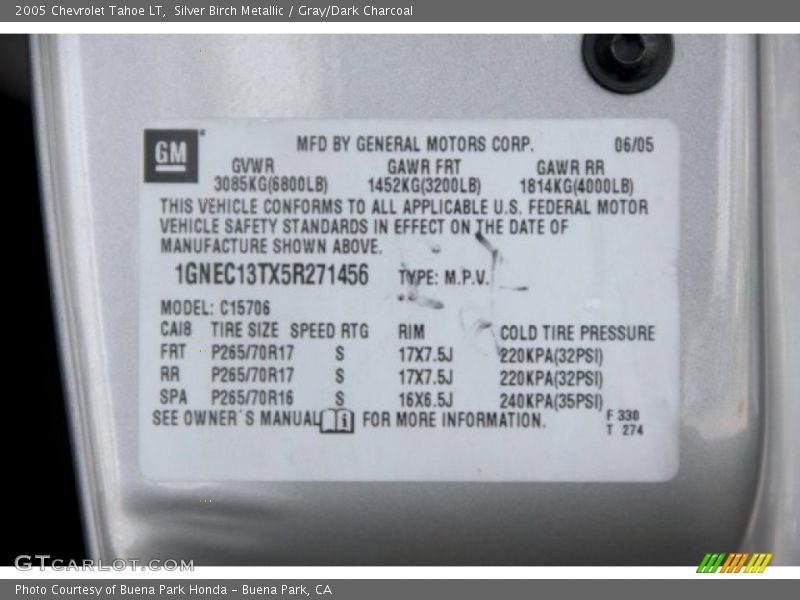 2005 Chevrolet Tahoe LT, Silver Birch Metallic / Gray/Dark Charcoal
GM MFD BY GENERAL MOTORS CORP. 06/05
GVWR GAWR FRT GAWR RR
3085KG(6800LB) 1452KG(3200LB) 1814KG(4000LB)
THIS VEHICLE CONFORMS TO ALL APPLICABLE U.S. FEDERAL MOTOR
VEHICLE SAFETY STANDARDS IN EFFECT ON THE DATE OF
MANUFACTURE SHOWN ABOVE.
1GNEC13TX5R271456 TYPE: M.P.V.
MODEL: C15706
CAI8 TIRE SIZE SPEED RTG RIM COLD TIRE PRESSURE
FRT P265/70R17 S 17X7.5J 220KPA(32PSI)
RR P265/70R17 S 17X7.5J 220KPA(32PSI)
SPA P265/70R16 S 16X6.5J 240KPA(35PSI)
SEE OWNER'S MANUAL FOR MORE INFORMATION.
F 330
T 274
GTcarlot.com
Photo Courtesy of Buena Park Honda - Buena Park, CA